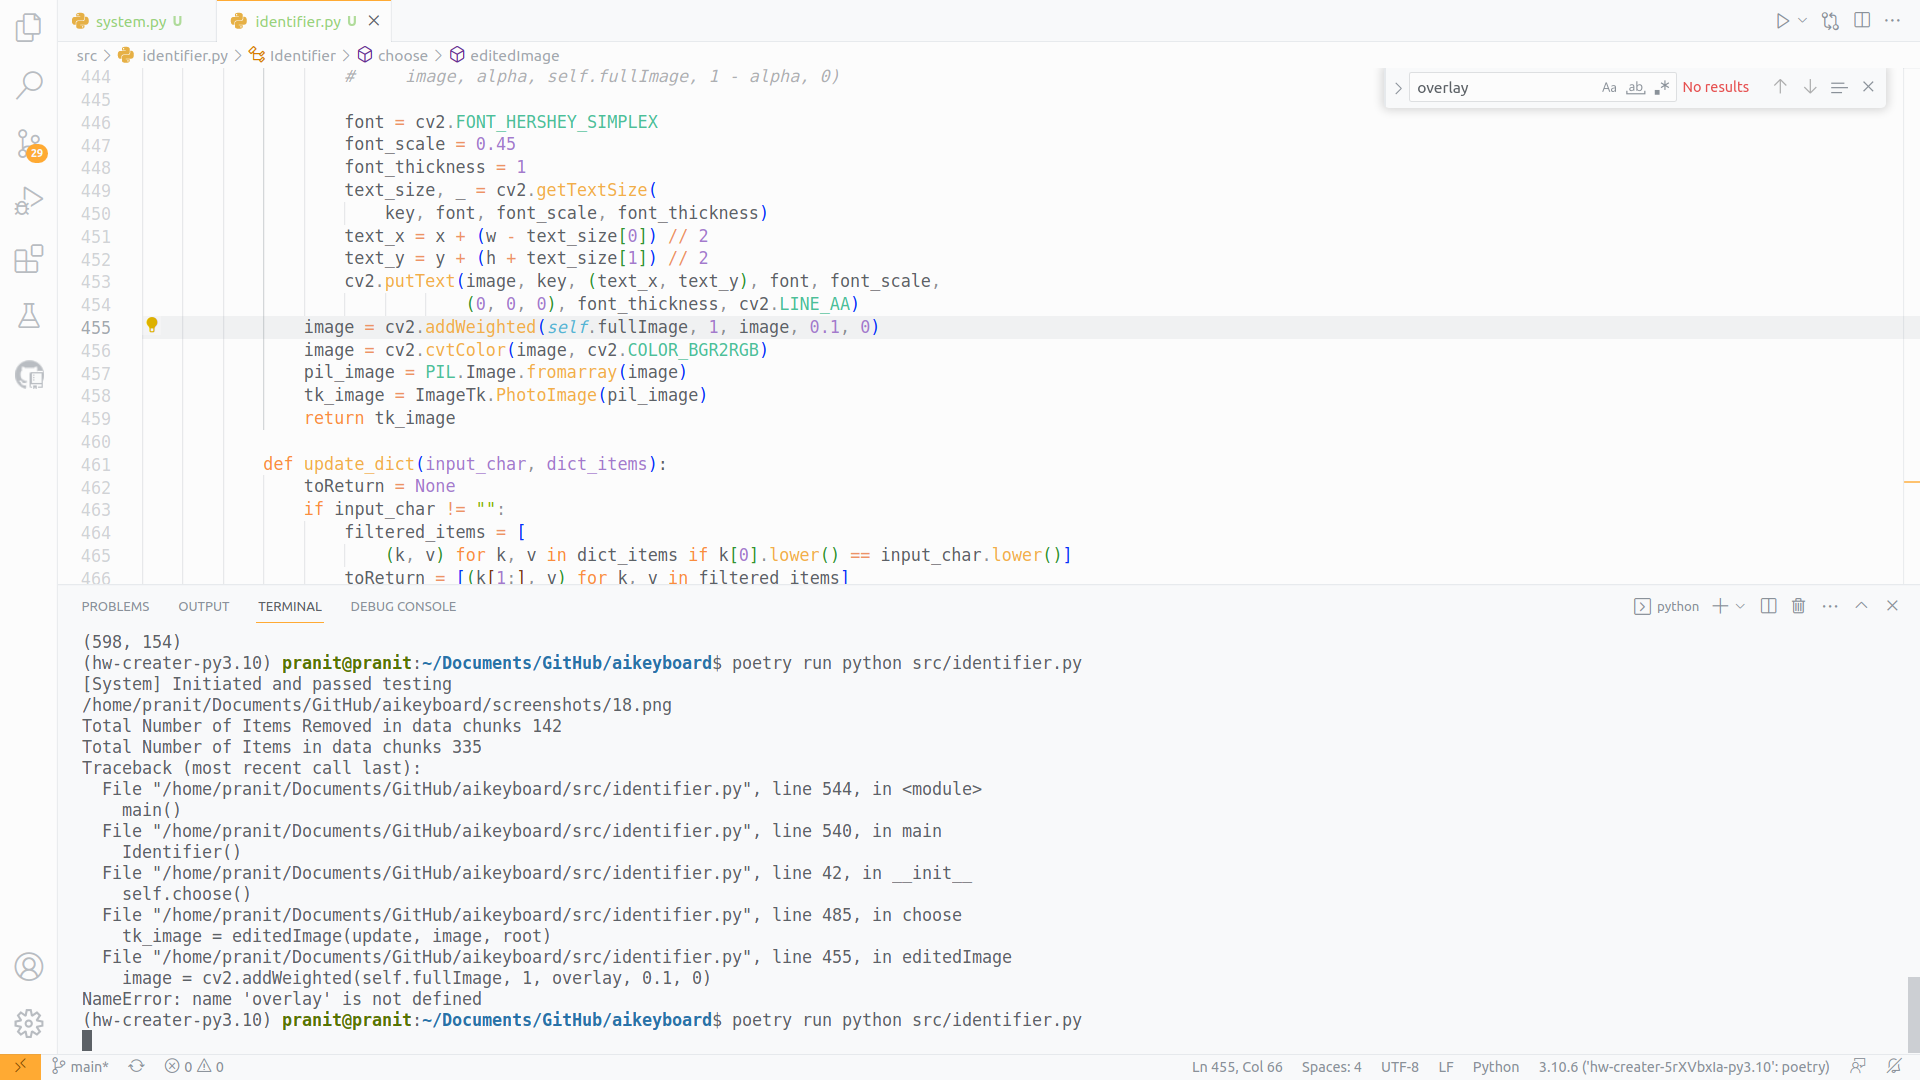 system.py U
identifier.py U
src > identifier.py > Identifier > choose > editedImage
overlay Aa ab .* No results
444 #     image, alpha, self.fullImage, 1 - alpha, 0)
445
446 font = cv2.FONT_HERSHEY_SIMPLEX
447 font_scale = 0.45
448 font_thickness = 1
449 text_size, _ = cv2.getTextSize(
450 key, font, font_scale, font_thickness)
451 text_x = x + (w - text_size[0]) // 2
452 text_y = y + (h + text_size[1]) // 2
453 cv2.putText(image, key, (text_x, text_y), font, font_scale,
454 (0, 0, 0), font_thickness, cv2.LINE_AA)
455 image = cv2.addWeighted(self.fullImage, 1, image, 0.1, 0)
456 image = cv2.cvtColor(image, cv2.COLOR_BGR2RGB)
457 pil_image = PIL.Image.fromarray(image)
458 tk_image = ImageTk.PhotoImage(pil_image)
459 return tk_image
460
461 def update_dict(input_char, dict_items):
462 toReturn = None
463 if input_char != "":
464 filtered_items = [
465 (k, v) for k, v in dict_items if k[0].lower() == input_char.lower()]
466 toReturn = [(k[1:], v) for k, v in filtered_items]
29
PROBLEMS OUTPUT TERMINAL DEBUG CONSOLE python
(598, 154)
(hw-creater-py3.10) pranit@pranit:~/Documents/GitHub/aikeyboard$ poetry run python src/identifier.py
[System] Initiated and passed testing
/home/pranit/Documents/GitHub/aikeyboard/screenshots/18.png
Total Number of Items Removed in data chunks 142
Total Number of Items in data chunks 335
Traceback (most recent call last):
  File "/home/pranit/Documents/GitHub/aikeyboard/src/identifier.py", line 544, in <module>
    main()
  File "/home/pranit/Documents/GitHub/aikeyboard/src/identifier.py", line 540, in main
    Identifier()
  File "/home/pranit/Documents/GitHub/aikeyboard/src/identifier.py", line 42, in __init__
    self.choose()
  File "/home/pranit/Documents/GitHub/aikeyboard/src/identifier.py", line 485, in choose
    tk_image = editedImage(update, image, root)
  File "/home/pranit/Documents/GitHub/aikeyboard/src/identifier.py", line 455, in editedImage
    image = cv2.addWeighted(self.fullImage, 1, overlay, 0.1, 0)
NameError: name 'overlay' is not defined
(hw-creater-py3.10) pranit@pranit:~/Documents/GitHub/aikeyboard$ poetry run python src/identifier.py
main* 0 0 Ln 455, Col 66 Spaces: 4 UTF-8 LF Python 3.10.6 ('hw-creater-5rXVbxIa-py3.10': poetry)